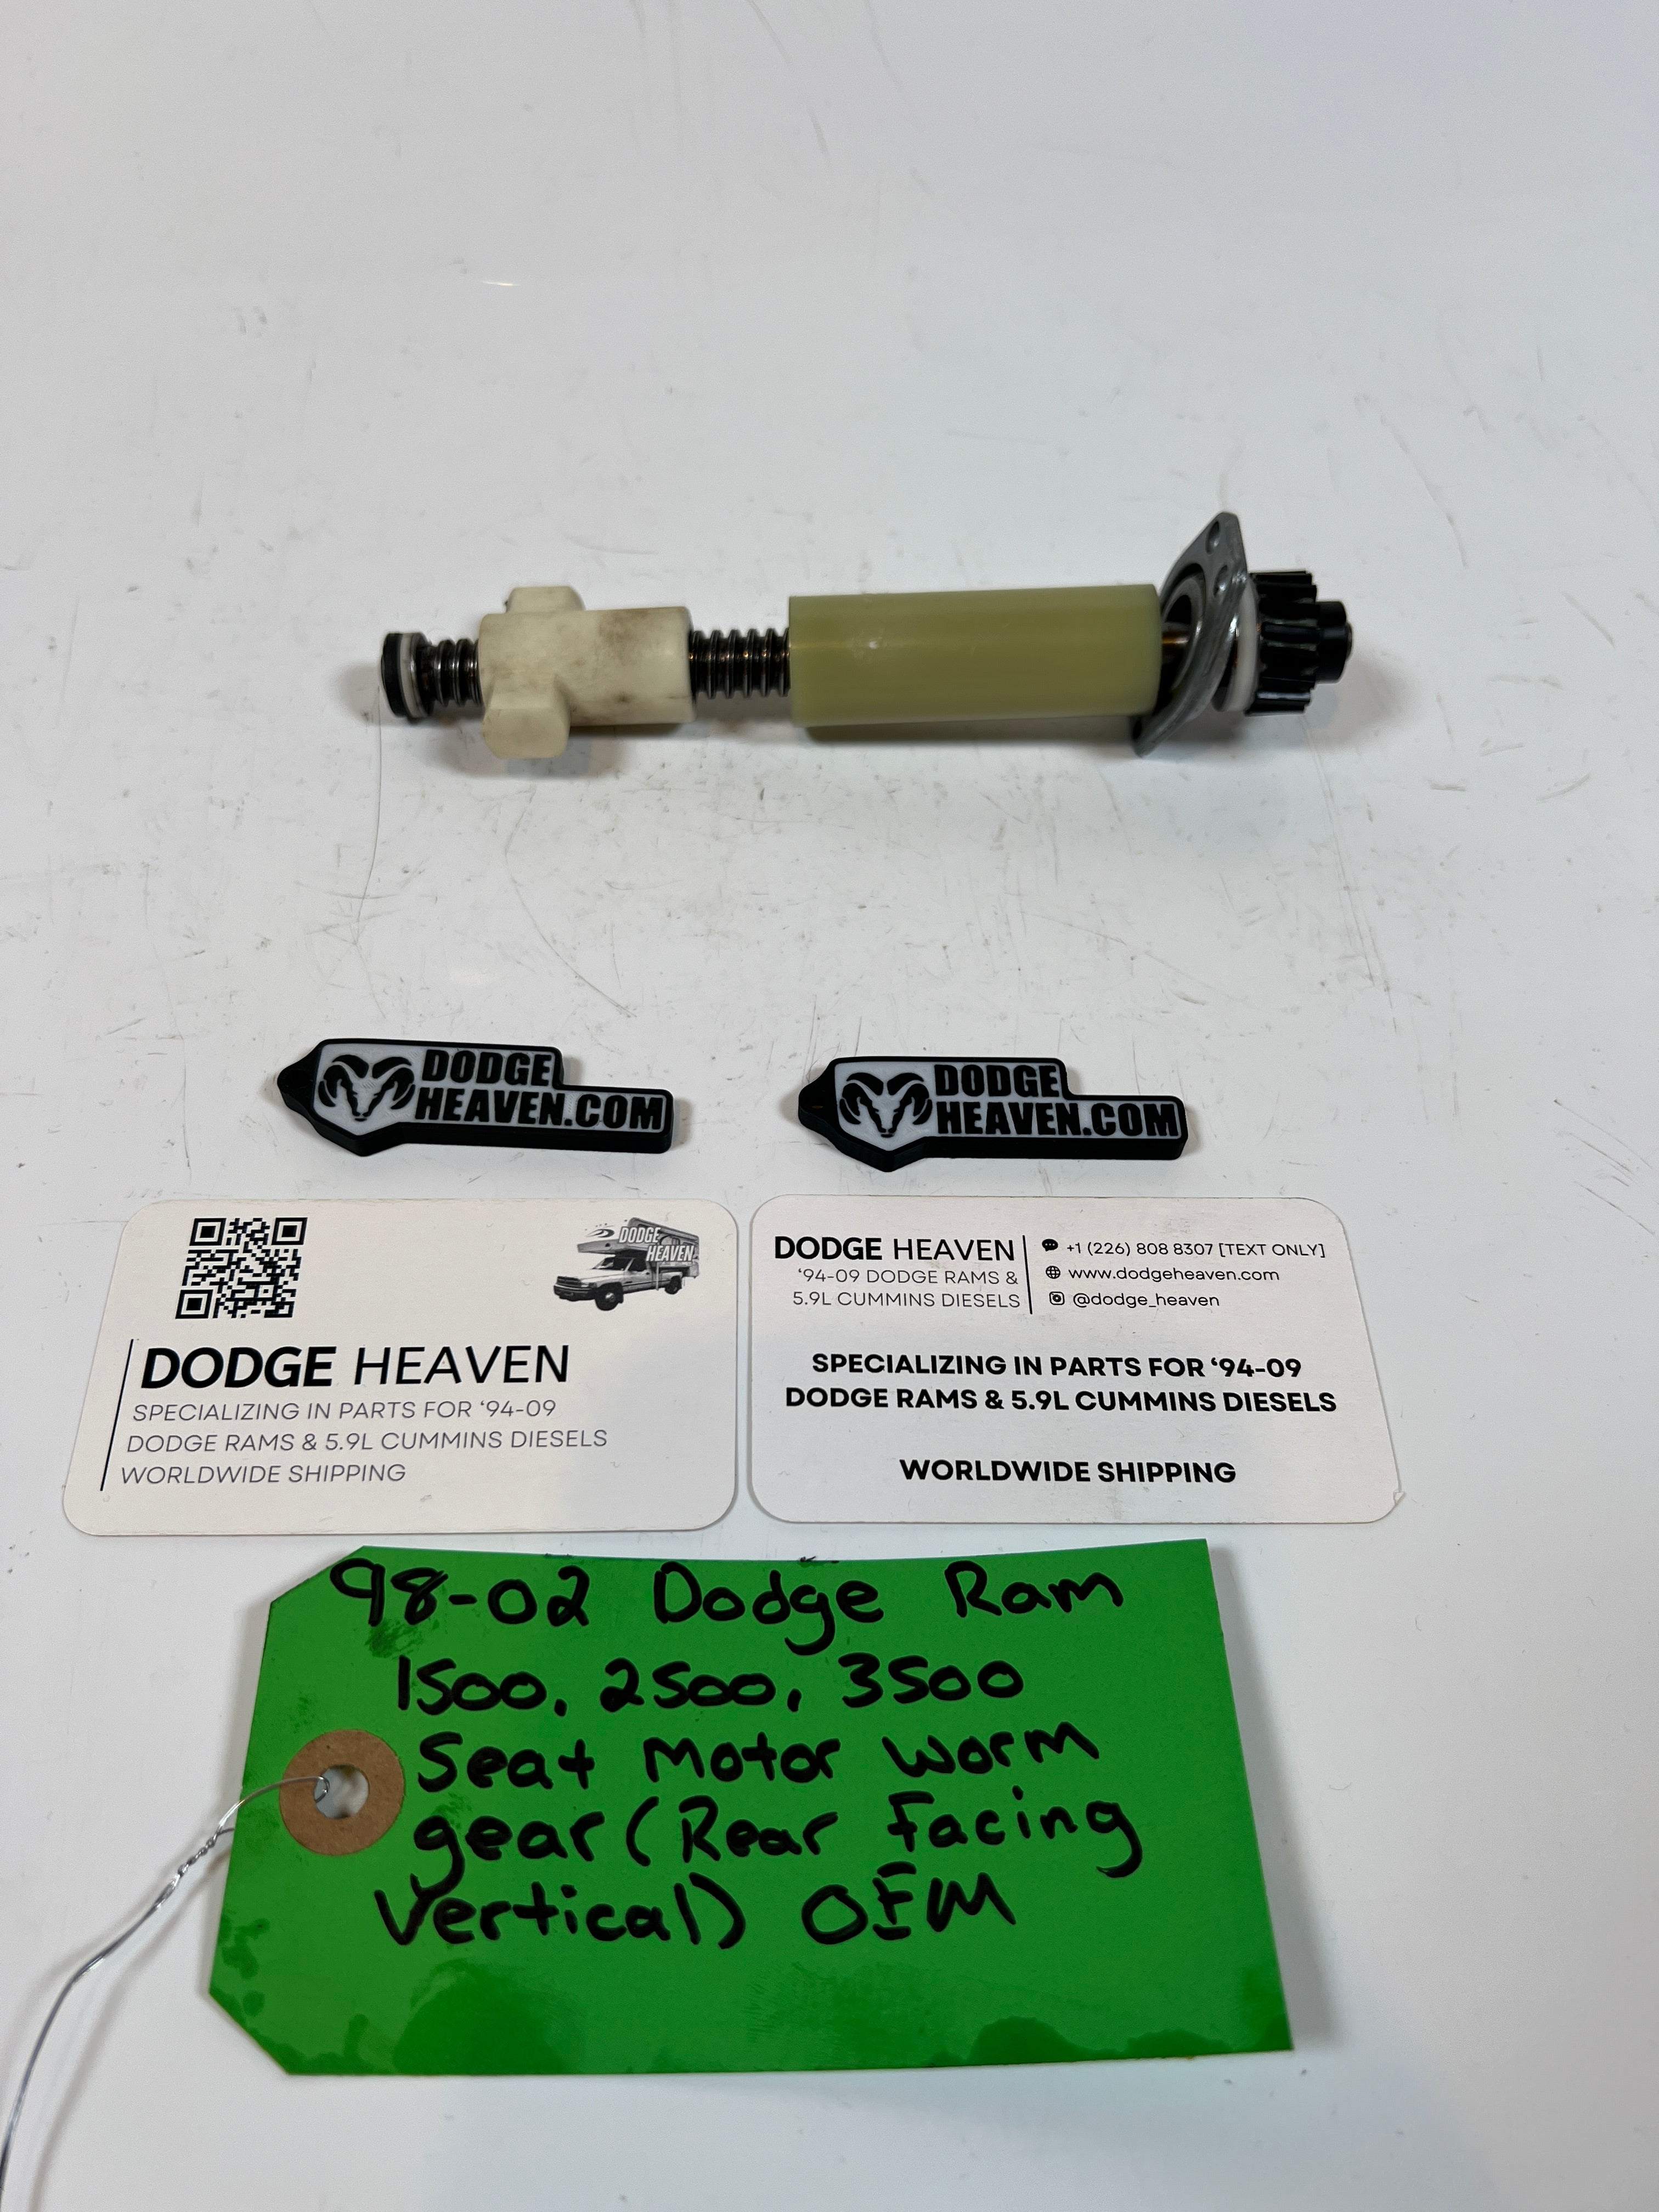 DODGE
HEAVEN.COM
DODGE
HEAVEN.COM
DODGE
HEAVEN
DODGE HEAVEN
SPECIALIZING IN PARTS FOR ‘94-09
DODGE RAMS & 5.9L CUMMINS DIESELS
WORLDWIDE SHIPPING
DODGE HEAVEN
‘94-09 DODGE RAMS &
5.9L CUMMINS DIESELS
+1 (226) 808 8307 [TEXT ONLY]
www.dodgeheaven.com
@dodge_heaven
SPECIALIZING IN PARTS FOR ‘94-09
DODGE RAMS & 5.9L CUMMINS DIESELS
WORLDWIDE SHIPPING
98-02 Dodge Ram
1500, 2500, 3500
Seat Motor worm
gear (Rear Facing
Vertical) OEM